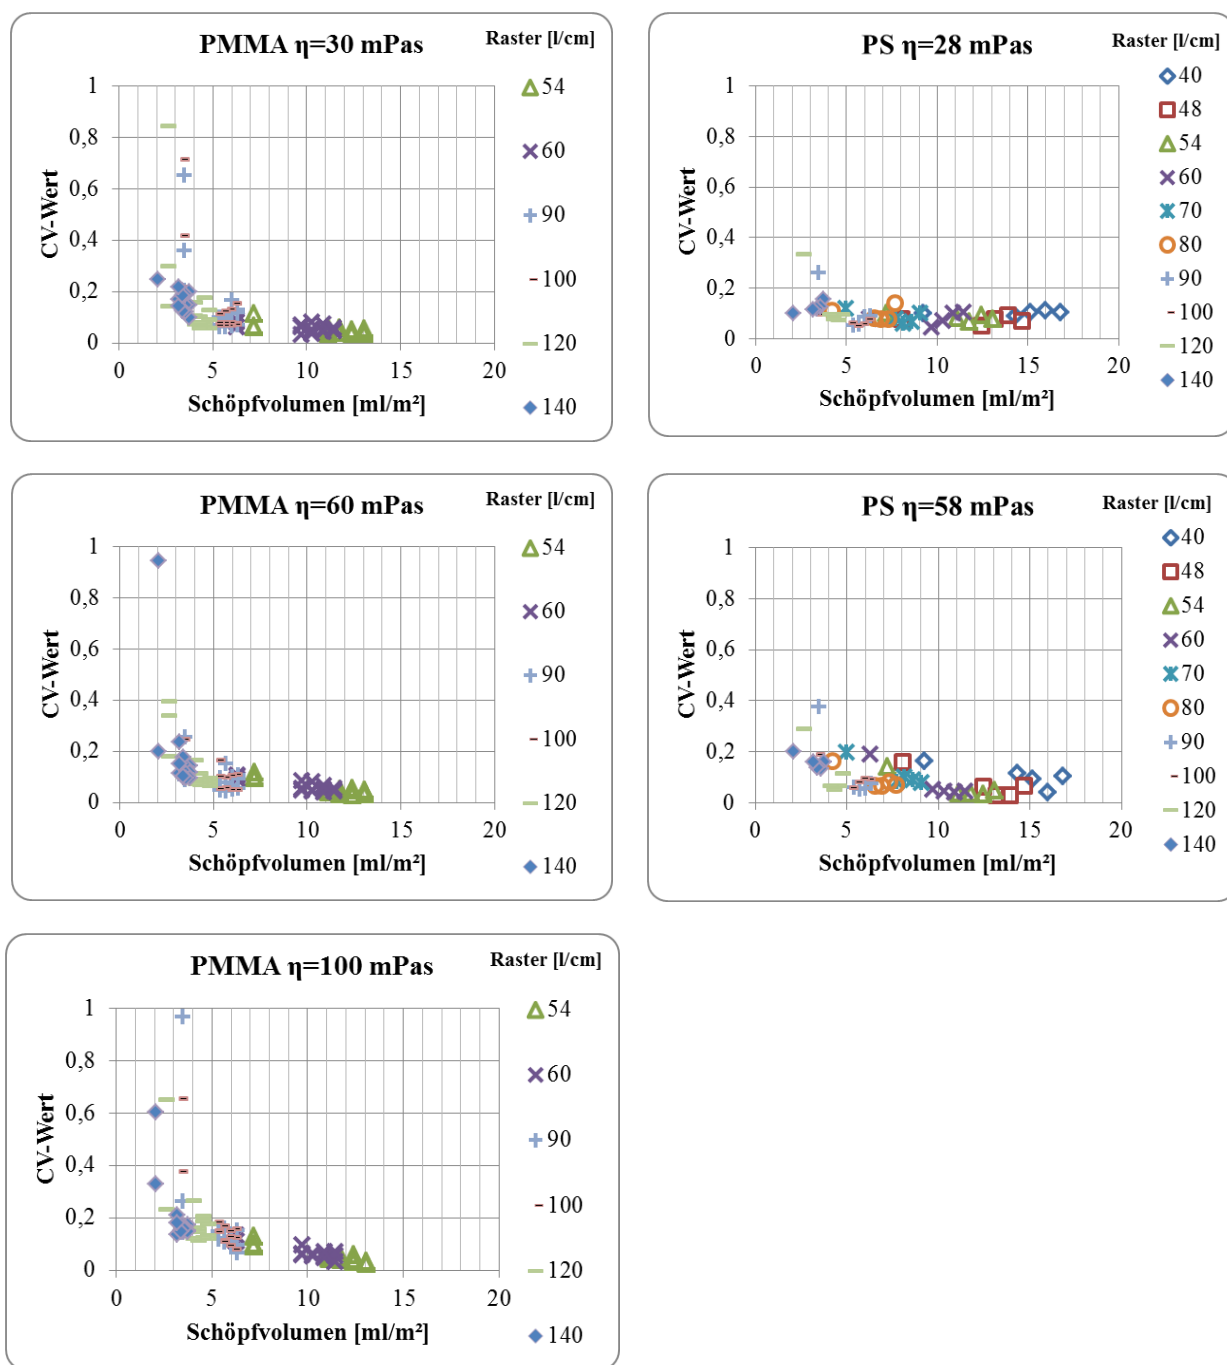 PMMA η=30 mPas
Raster [l/cm]
1
0,8
0,6
0,4
0,2
0
CV-Wert
0 5 10 15 20
Schöpfvolumen [ml/m²]
54
60
90
100
120
140
PS η=28 mPas
Raster [l/cm]
1
0,8
0,6
0,4
0,2
0
CV-Wert
0 5 10 15 20
Schöpfvolumen [ml/m²]
40
48
54
60
70
80
90
100
120
140
PMMA η=60 mPas
Raster [l/cm]
1
0,8
0,6
0,4
0,2
0
CV-Wert
0 5 10 15 20
Schöpfvolumen [ml/m²]
54
60
90
100
120
140
PS η=58 mPas
Raster [l/cm]
1
0,8
0,6
0,4
0,2
0
CV-Wert
0 5 10 15 20
Schöpfvolumen [ml/m²]
40
48
54
60
70
80
90
100
120
140
PMMA η=100 mPas
Raster [l/cm]
1
0,8
0,6
0,4
0,2
0
CV-Wert
0 5 10 15 20
Schöpfvolumen [ml/m²]
54
60
90
100
120
140